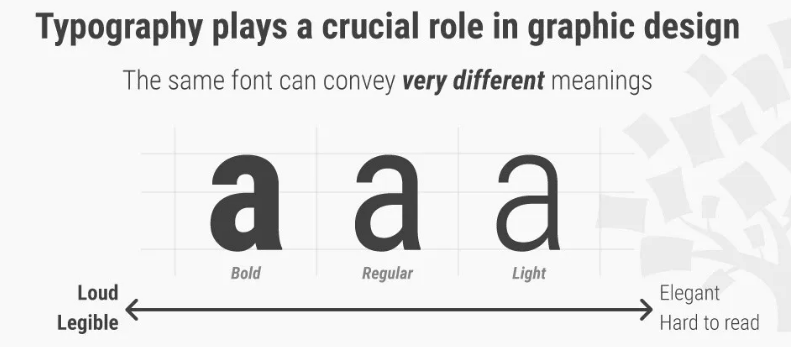 Typography plays a crucial role in graphic design
The same font can convey very different meanings
a a a
Bold Regular Light
Loud Elegant
Legible Hard to read